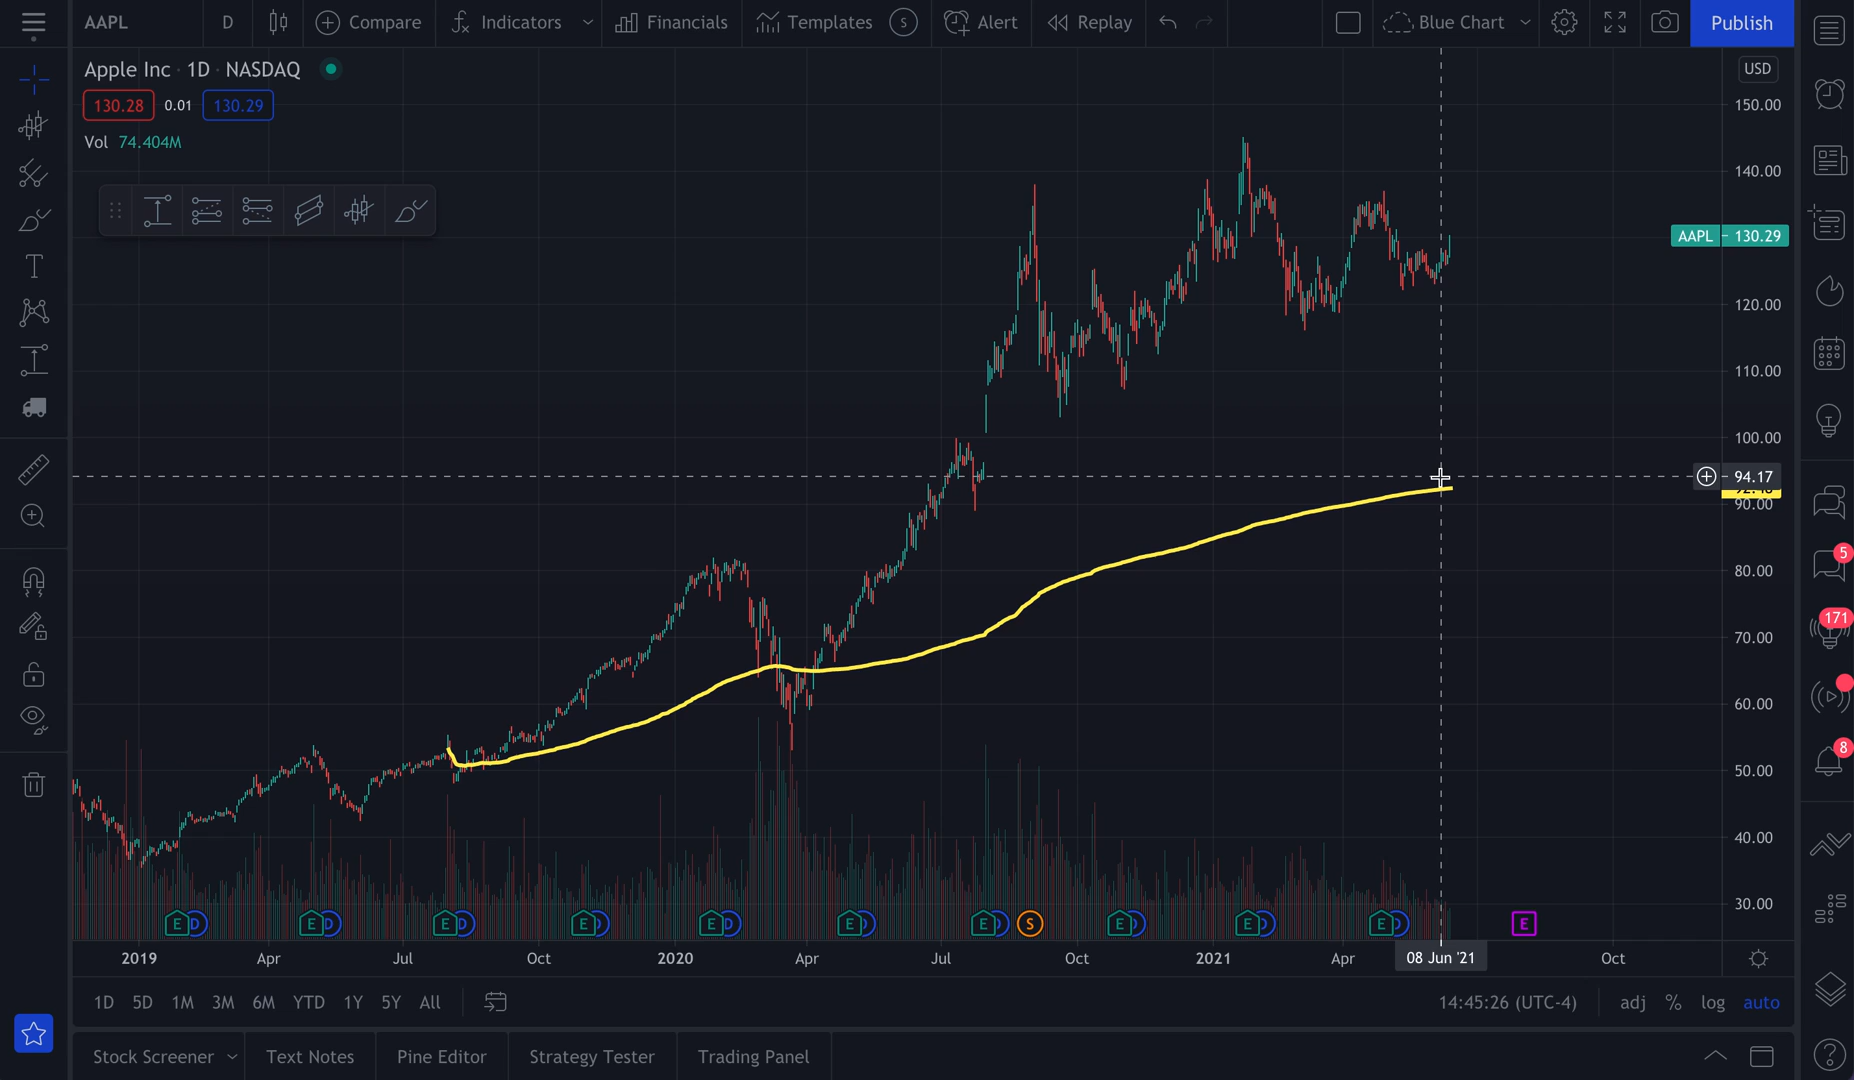 AAPL D Compare Indicators Financials Templates S Alert Replay Blue Chart Publish
Apple Inc · 1D · NASDAQ
USD
130.28 0.01 130.29
150.00
Vol 74.404M
140.00
AAPL 130.29
120.00
110.00
100.00
94.17
90.00
80.00
5
171
70.00
60.00
8
50.00
40.00
30.00
E D E D E D E D E D E D E D S E D E D E D E
2019 Apr Jul Oct 2020 Apr Jul Oct 2021 Apr 08 Jun '21 Oct
1D 5D 1M 3M 6M YTD 1Y 5Y All 14:45:26 (UTC-4) adj % log auto
Stock Screener Text Notes Pine Editor Strategy Tester Trading Panel